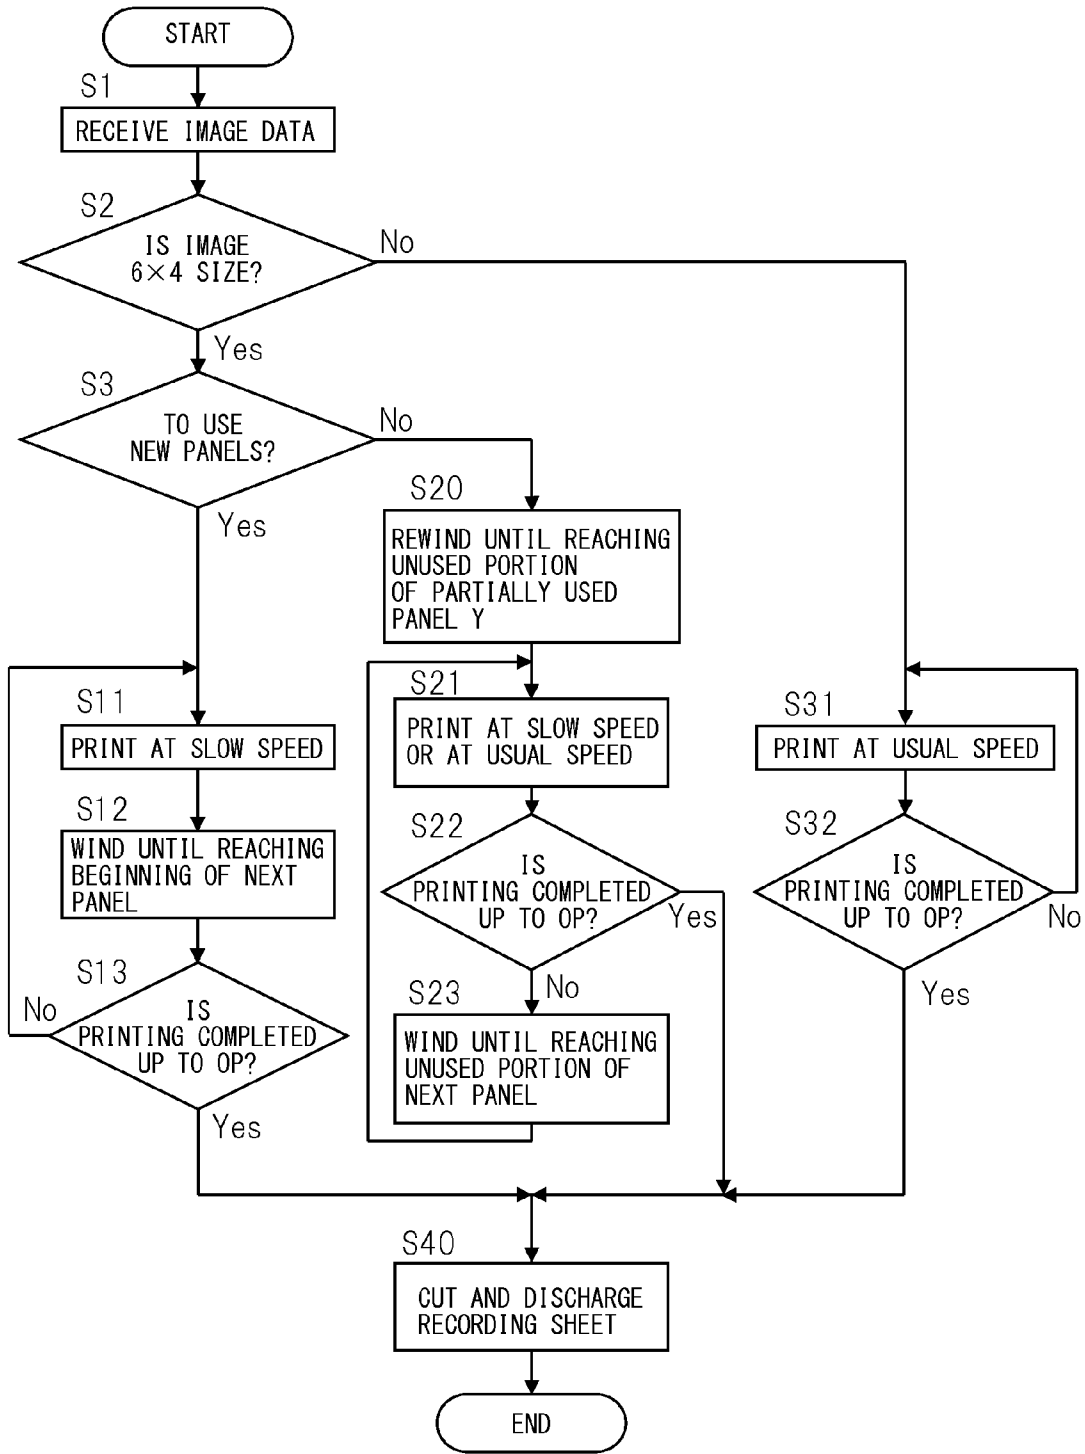 START
S1
RECEIVE IMAGE DATA
S2
IS IMAGE
6×4 SIZE?
No
Yes
S3
TO USE
NEW PANELS?
No
Yes
S20
REWIND UNTIL REACHING
UNUSED PORTION
OF PARTIALLY USED
PANEL Y
S11
PRINT AT SLOW SPEED
S12
WIND UNTIL REACHING
BEGINNING OF NEXT
PANEL
S13
IS
PRINTING COMPLETED
UP TO OP?
No
Yes
S21
PRINT AT SLOW SPEED
OR AT USUAL SPEED
S22
IS
PRINTING COMPLETED
UP TO OP?
Yes
No
S23
WIND UNTIL REACHING
UNUSED PORTION OF
NEXT PANEL
S31
PRINT AT USUAL SPEED
S32
IS
PRINTING COMPLETED
UP TO OP?
No
Yes
S40
CUT AND DISCHARGE
RECORDING SHEET
END